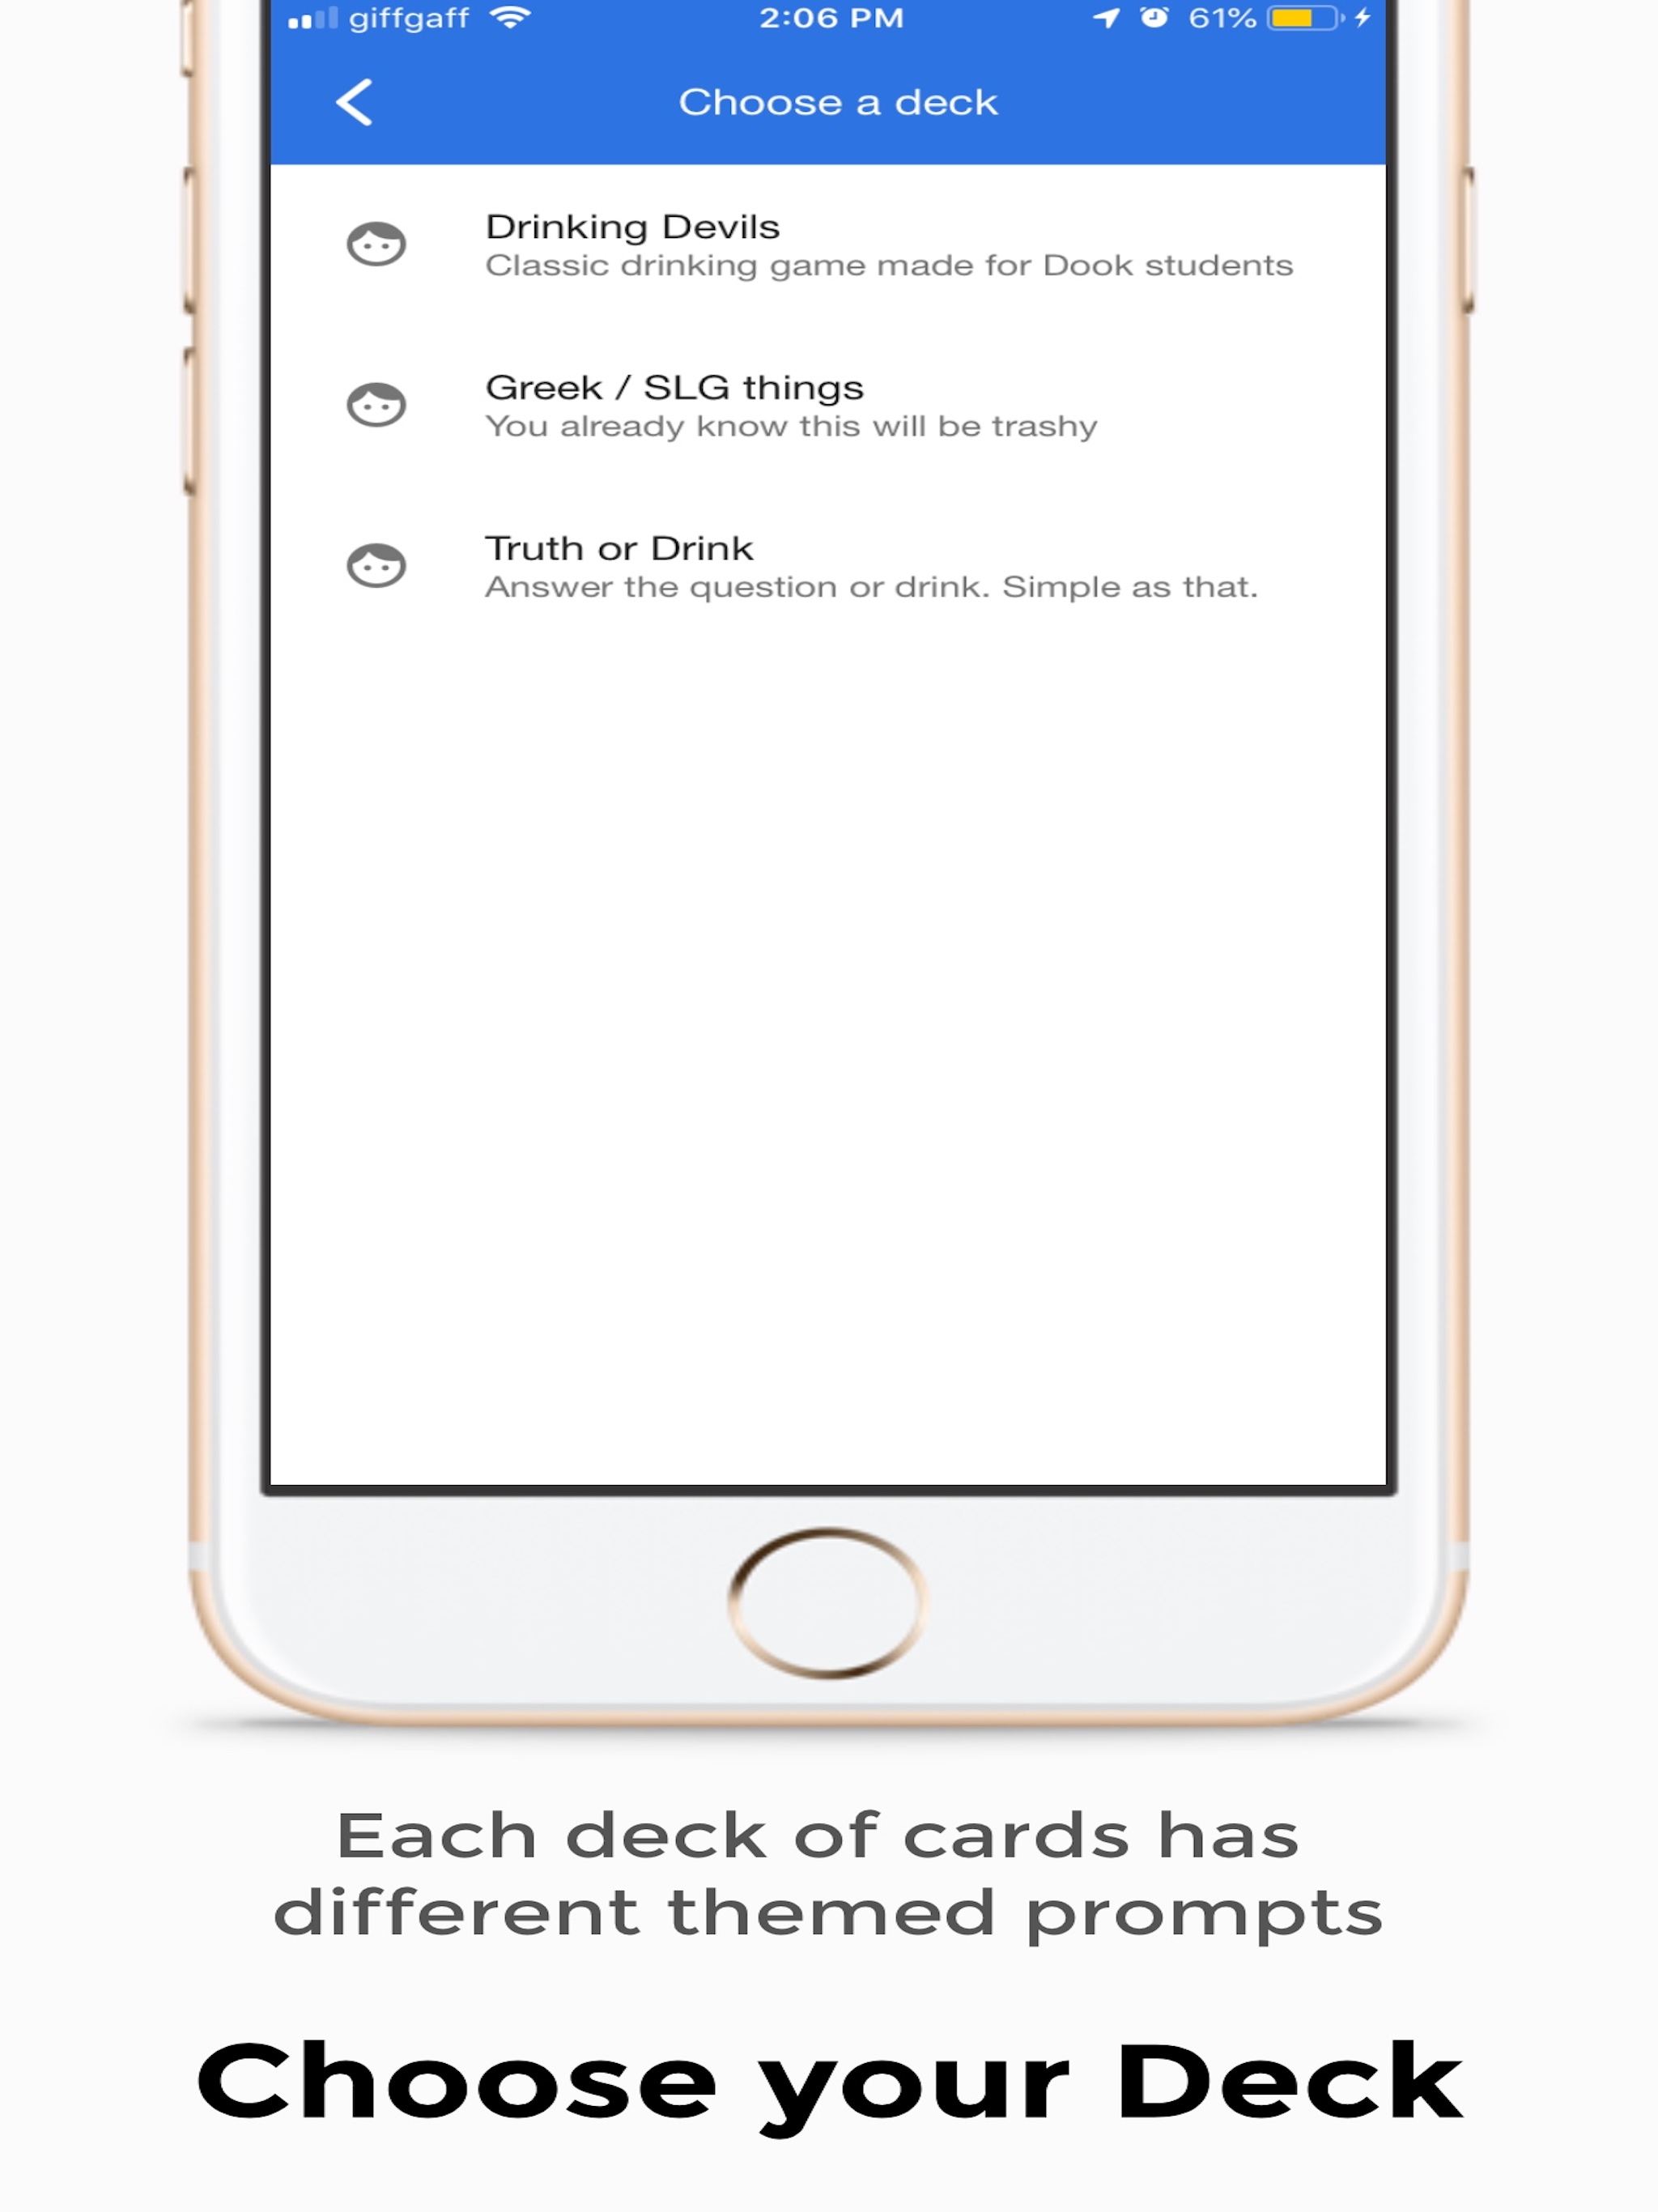 giffgaff 2:06 PM 61%
Choose a deck
Drinking Devils
Classic drinking game made for Dook students
Greek / SLG things
You already know this will be trashy
Truth or Drink
Answer the question or drink. Simple as that.
Each deck of cards has
different themed prompts
Choose your Deck